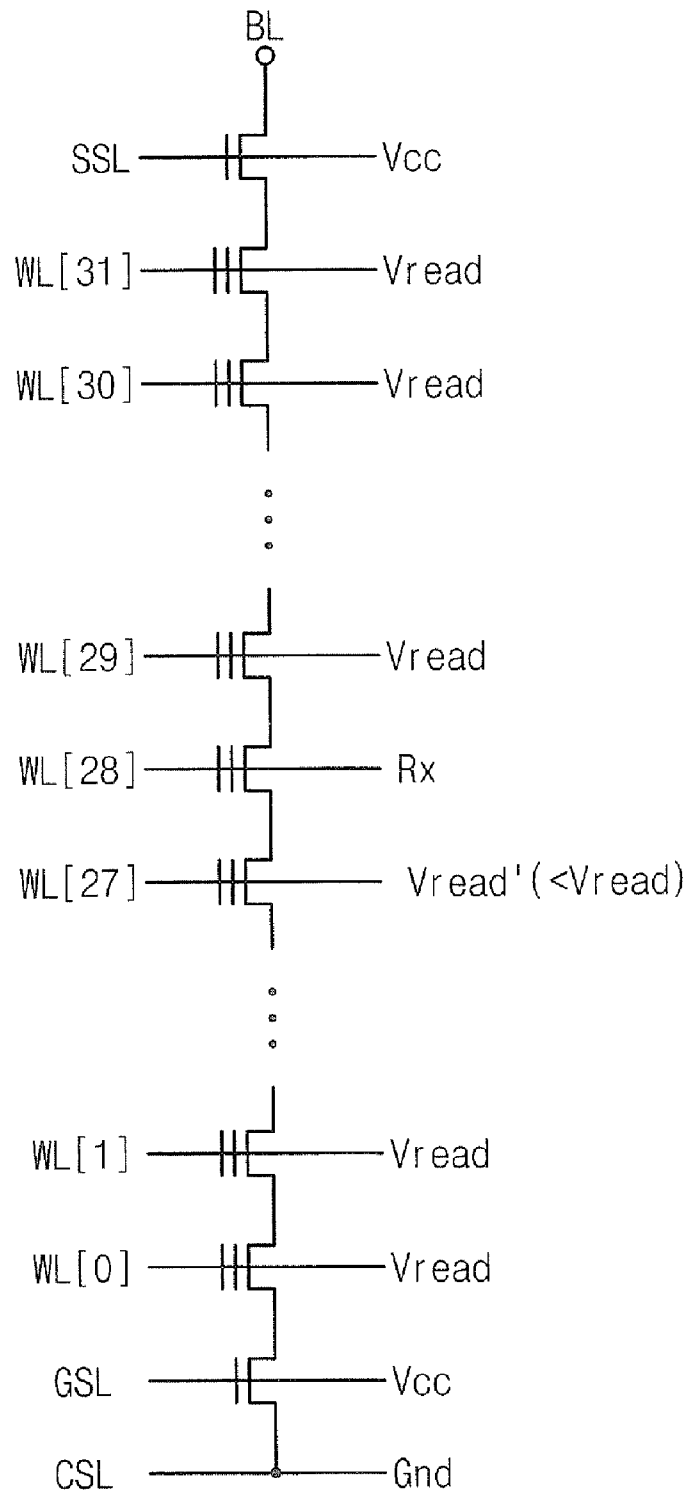 BL
SSL Vcc
WL[31] Vread
WL[30] Vread
WL[29] Vread
WL[28] Rx
WL[27] Vread'(<Vread)
WL[1] Vread
WL[0] Vread
GSL Vcc
CSL Gnd